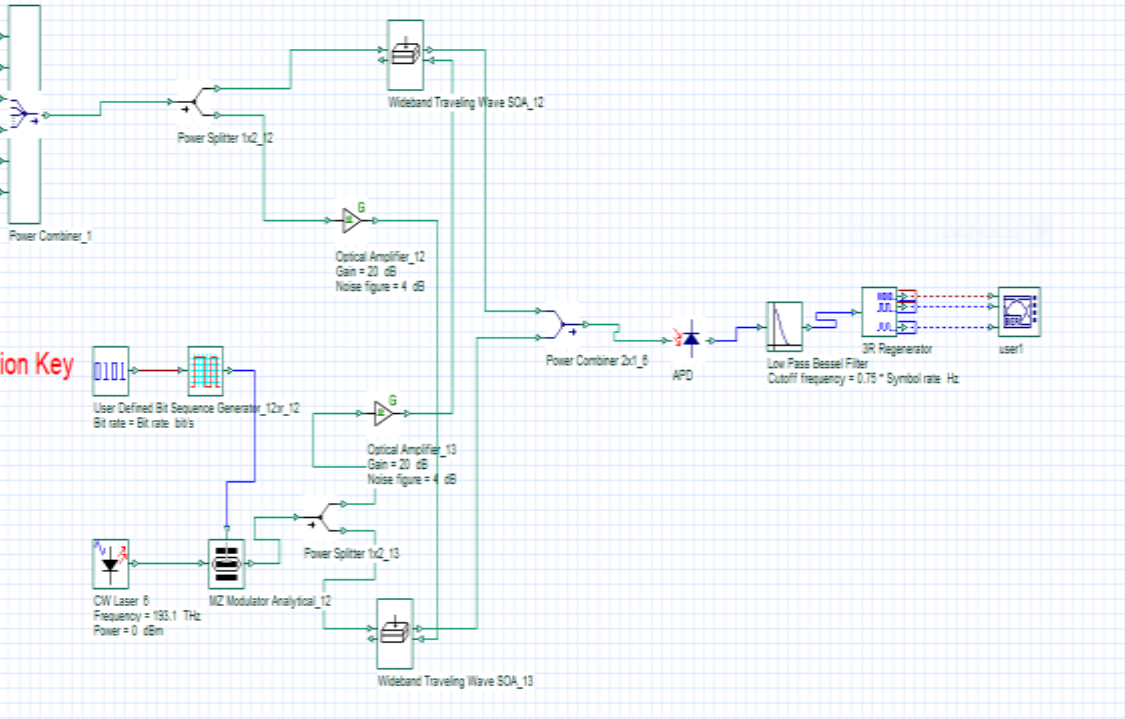 Wideband Traveling Wave SOA_12
Power Splitter 1x2_12
Power Combiner_1
G
Optical Amplifier_12
Gain = 20 dB
Noise figure = 4 dB
ion Key
0101
User Defined Bit Sequence Generator_12
Bit rate = Bit rate bit/s
G
Optical Amplifier_13
Gain = 20 dB
Noise figure = 4 dB
Power Splitter 1x2_13
CW Laser 6
Frequency = 193.1 THz
Power = 0 dBm
MZ Modulator Analytical_12
Wideband Traveling Wave SOA_13
Power Combiner 2x1_6
APD
Low Pass Bessel Filter
Cutoff frequency = 0.75 * Symbol rate Hz
3R Regenerator
user1